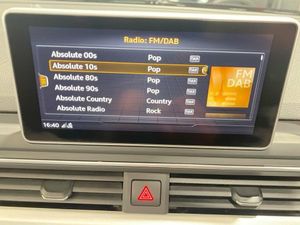 Radio: FM/DAB
Absolute 00s Pop
Absolute 10s Pop
Absolute 80s Pop
Absolute 90s Pop
Absolute Country Country
Absolute Radio Rock
FM
DAB
16:40